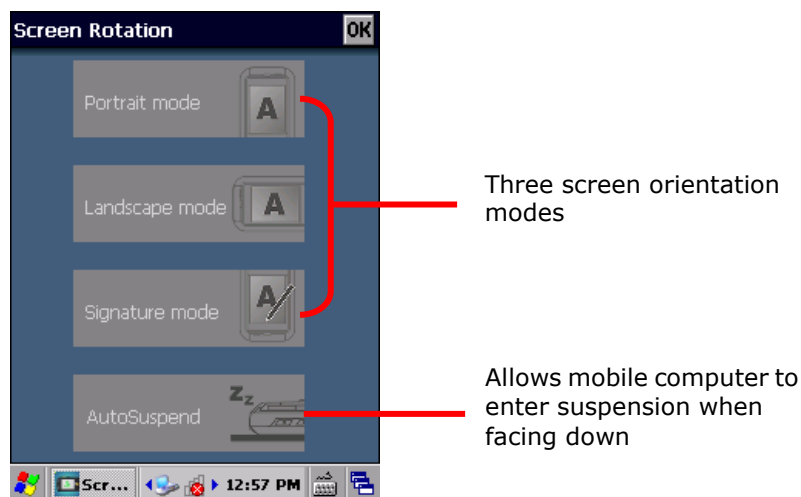 Screen Rotation OK
Portrait mode A
Landscape mode A
Signature mode A
AutoSuspend Zz
Scr... 12:57 PM
Three screen orientation
modes
Allows mobile computer to
enter suspension when
facing down